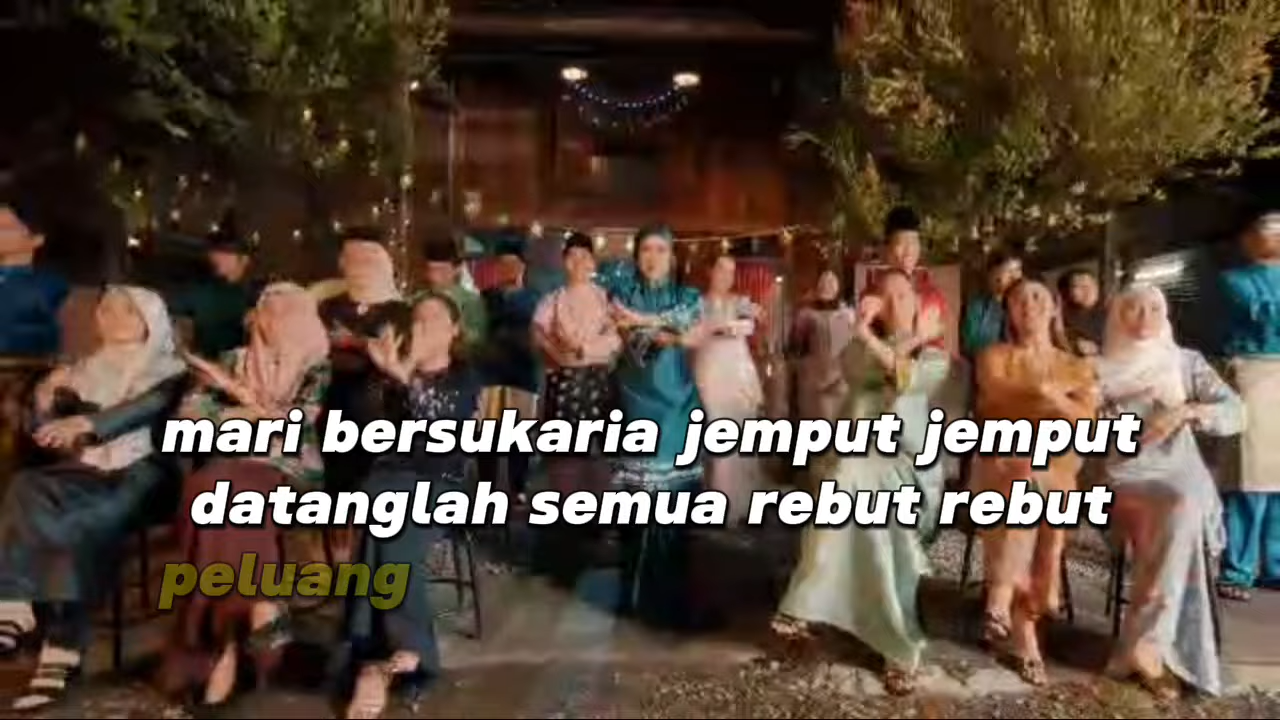 mari bersukaria jemput jemput
datanglah semua rebut rebut
peluang